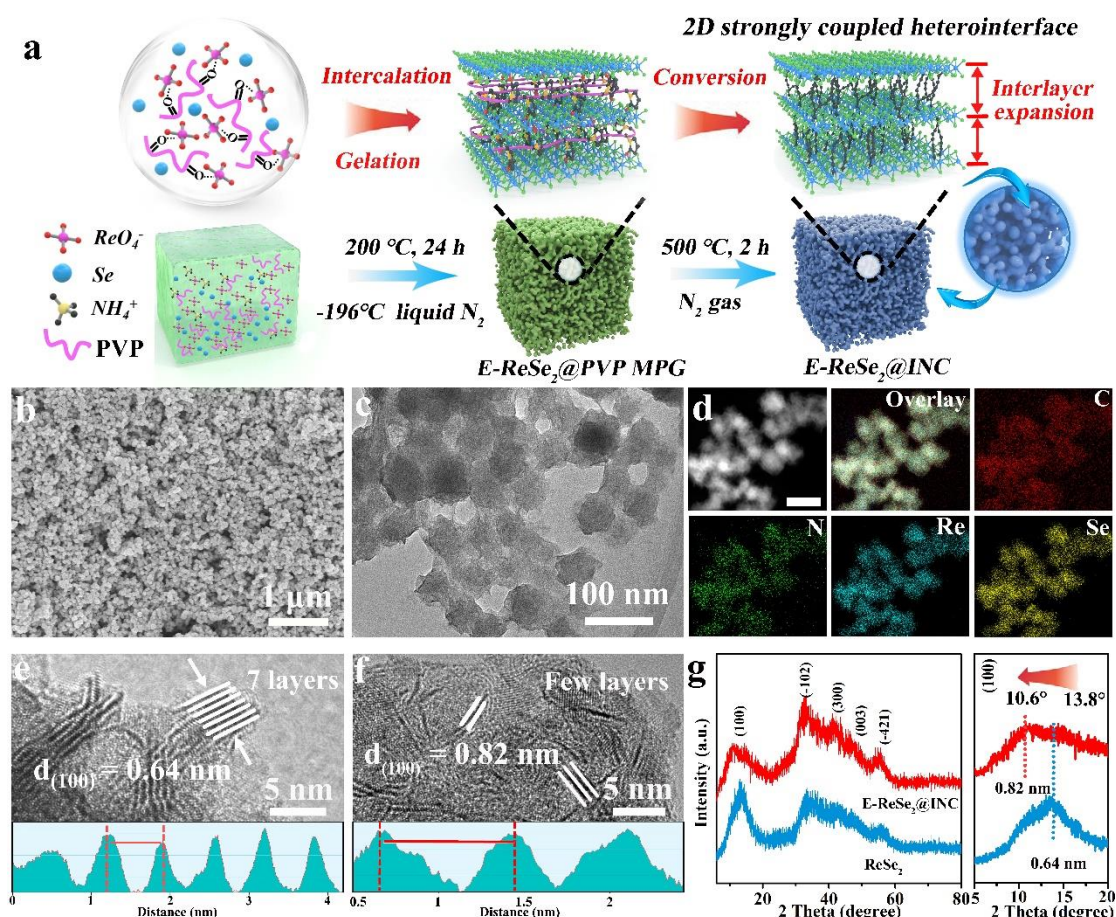 a
2D strongly coupled heterointerface
Intercalation
Gelation
Conversion
Interlayer
expansion
O O O O O O O O
ReO₄⁻
Se
NH₄⁺
PVP
200 °C, 24 h
-196°C liquid N₂
500 °C, 2 h
N₂ gas
E-ReSe₂@PVP MPG
E-ReSe₂@INC
b
1 μm
c
100 nm
d
Overlay
C
N
Re
Se
e
7 layers
d(100) = 0.64 nm
5 nm
0 1 2 3 4
Distance (nm)
f
Few layers
d(100) = 0.82 nm
5 nm
0.5 1 1.5 2
Distance (nm)
g
Intensity (a.u.)
(100)
(-102)
(300)
(003)
(-421)
E-ReSe₂@INC
ReSe₂
20 40 60 80
2 Theta (degree)
(100)
10.6°
13.8°
0.82 nm
0.64 nm
5 10 15 20
2 Theta (degree)